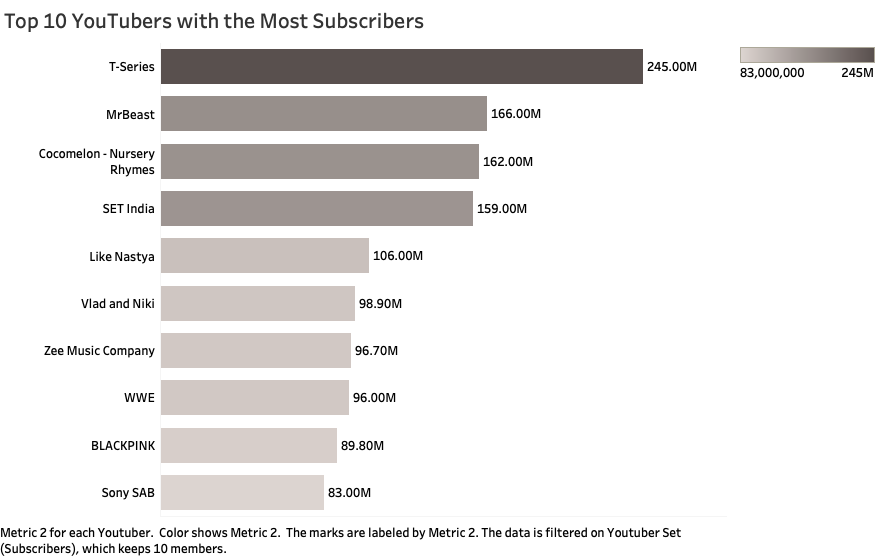 Top 10 YouTubers with the Most Subscribers
T-Series
245.00M
83,000,000 245M
MrBeast
166.00M
Cocomelon - Nursery
Rhymes
162.00M
SET India
159.00M
Like Nastya
106.00M
Vlad and Niki
98.90M
Zee Music Company
96.70M
WWE
96.00M
BLACKPINK
89.80M
Sony SAB
83.00M
Metric 2 for each Youtuber.  Color shows Metric 2.  The marks are labeled by Metric 2. The data is filtered on Youtuber Set
(Subscribers), which keeps 10 members.